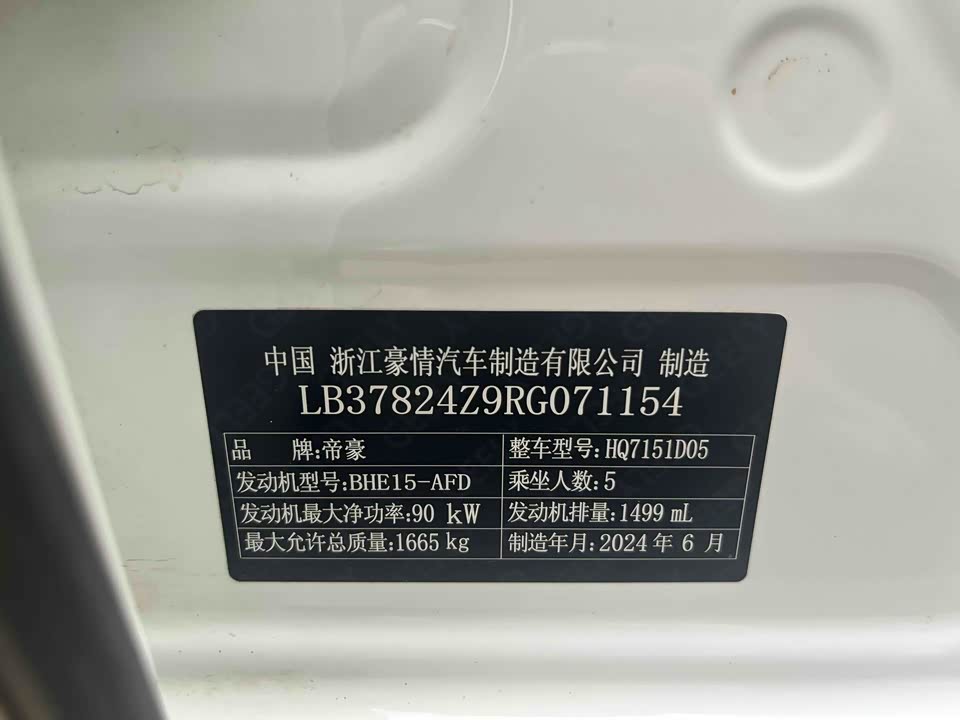 中国 浙江豪情汽车制造有限公司 制造
LB37824Z9RG071154
品 牌:帝豪 整车型号:HQ7151D05
发动机型号:BHE15-AFD 乘坐人数:5
发动机最大净功率:90 kW 发动机排量:1499 mL
最大允许总质量:1665 kg 制造年月:2024 年 6 月